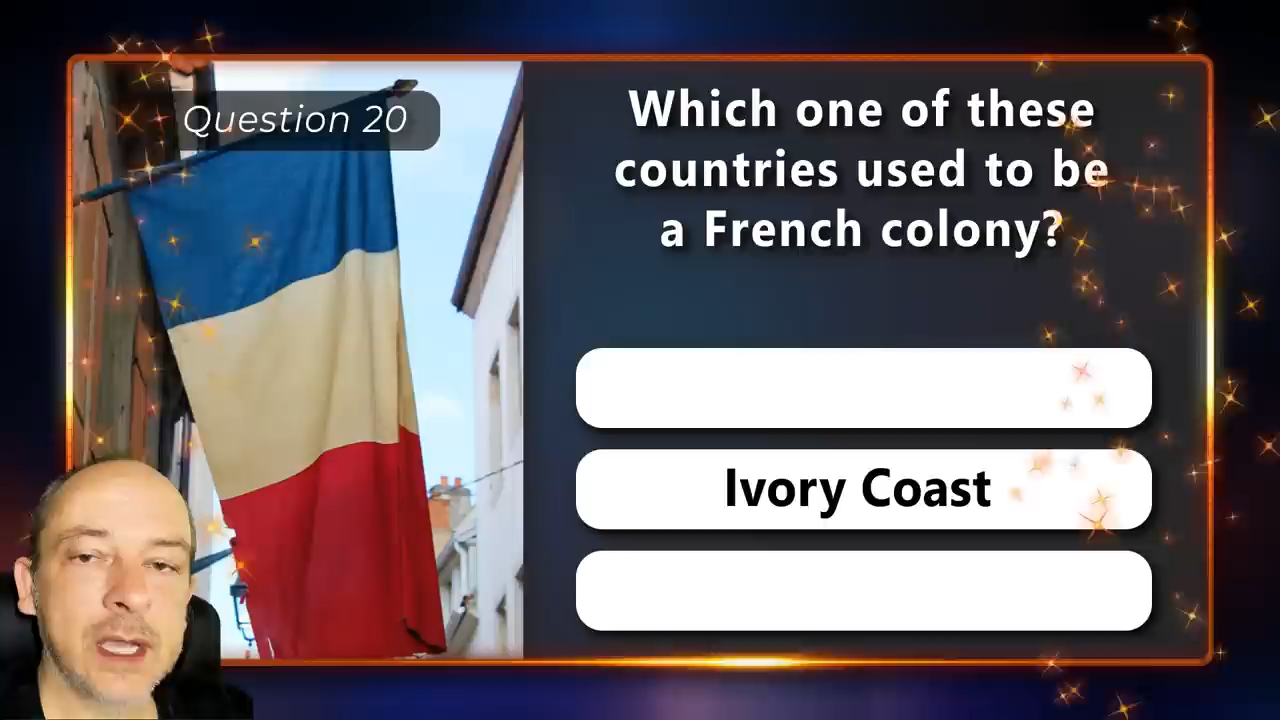 Question 20
Which one of these
countries used to be
a French colony?
Ivory Coast